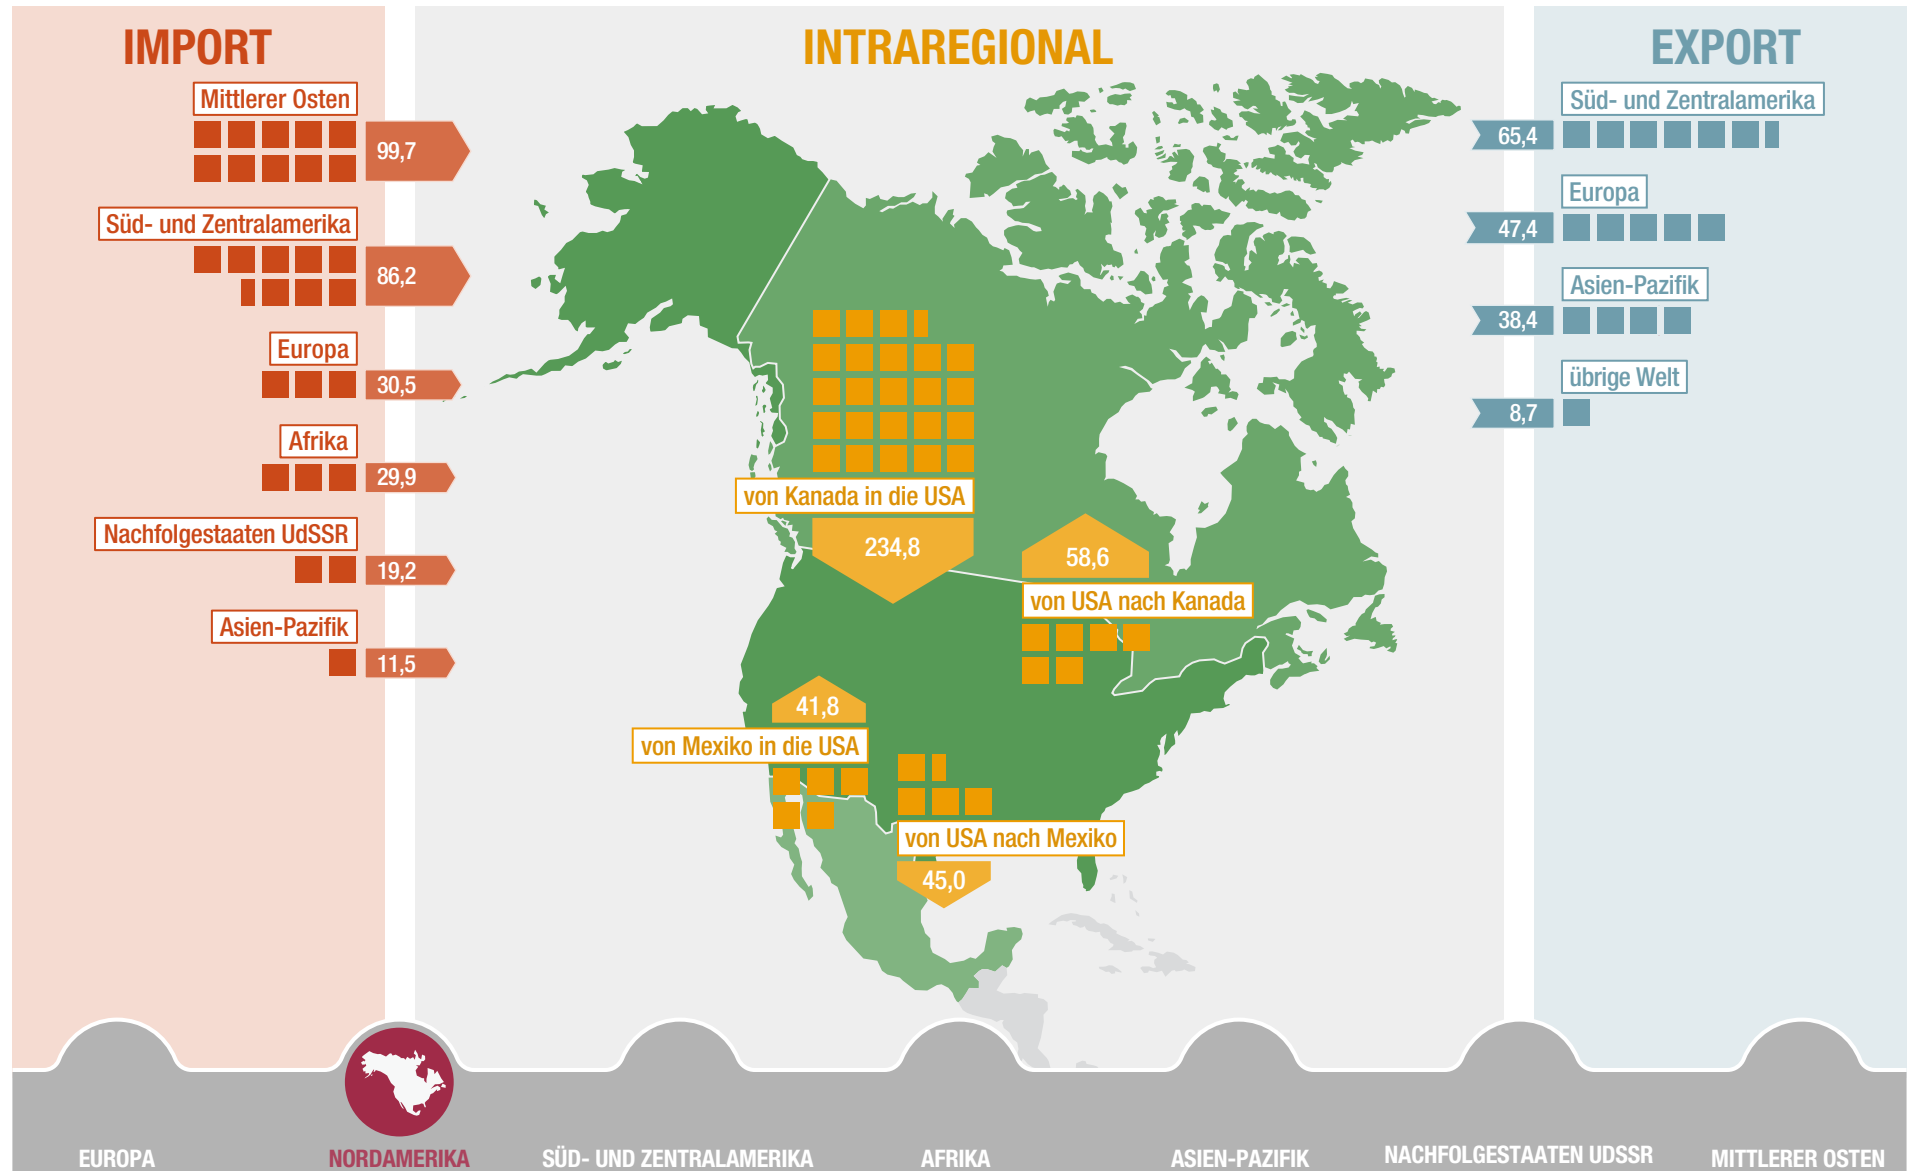 IMPORT
Mittlerer Osten
99,7
Süd- und Zentralamerika
86,2
Europa
30,5
Afrika
29,9
Nachfolgestaaten UdSSR
19,2
Asien-Pazifik
11,5
INTRAREGIONAL
von Kanada in die USA
234,8
58,6
von USA nach Kanada
41,8
von Mexiko in die USA
von USA nach Mexiko
45,0
EXPORT
Süd- und Zentralamerika
65,4
Europa
47,4
Asien-Pazifik
38,4
übrige Welt
8,7
EUROPA
NORDAMERIKA
SÜD- UND ZENTRALAMERIKA
AFRIKA
ASIEN-PAZIFIK
NACHFOLGESTAATEN UDSSR
MITTLERER OSTEN